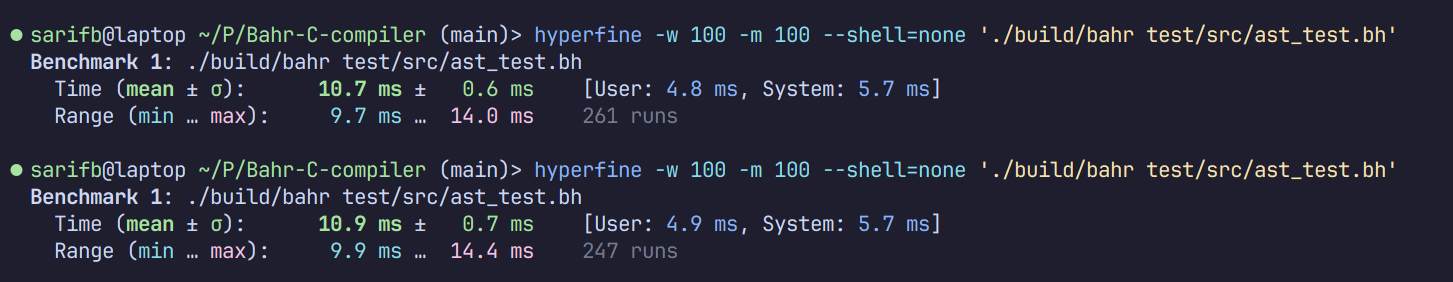 sarifb@laptop ~/P/Bahr-C-compiler (main)> hyperfine -w 100 -m 100 --shell=none './build/bahr test/src/ast_test.bh'
Benchmark 1: ./build/bahr test/src/ast_test.bh
Time (mean ± σ): 10.7 ms ± 0.6 ms [User: 4.8 ms, System: 5.7 ms]
Range (min … max): 9.7 ms … 14.0 ms 261 runs
sarifb@laptop ~/P/Bahr-C-compiler (main)> hyperfine -w 100 -m 100 --shell=none './build/bahr test/src/ast_test.bh'
Benchmark 1: ./build/bahr test/src/ast_test.bh
Time (mean ± σ): 10.9 ms ± 0.7 ms [User: 4.9 ms, System: 5.7 ms]
Range (min … max): 9.9 ms … 14.4 ms 247 runs